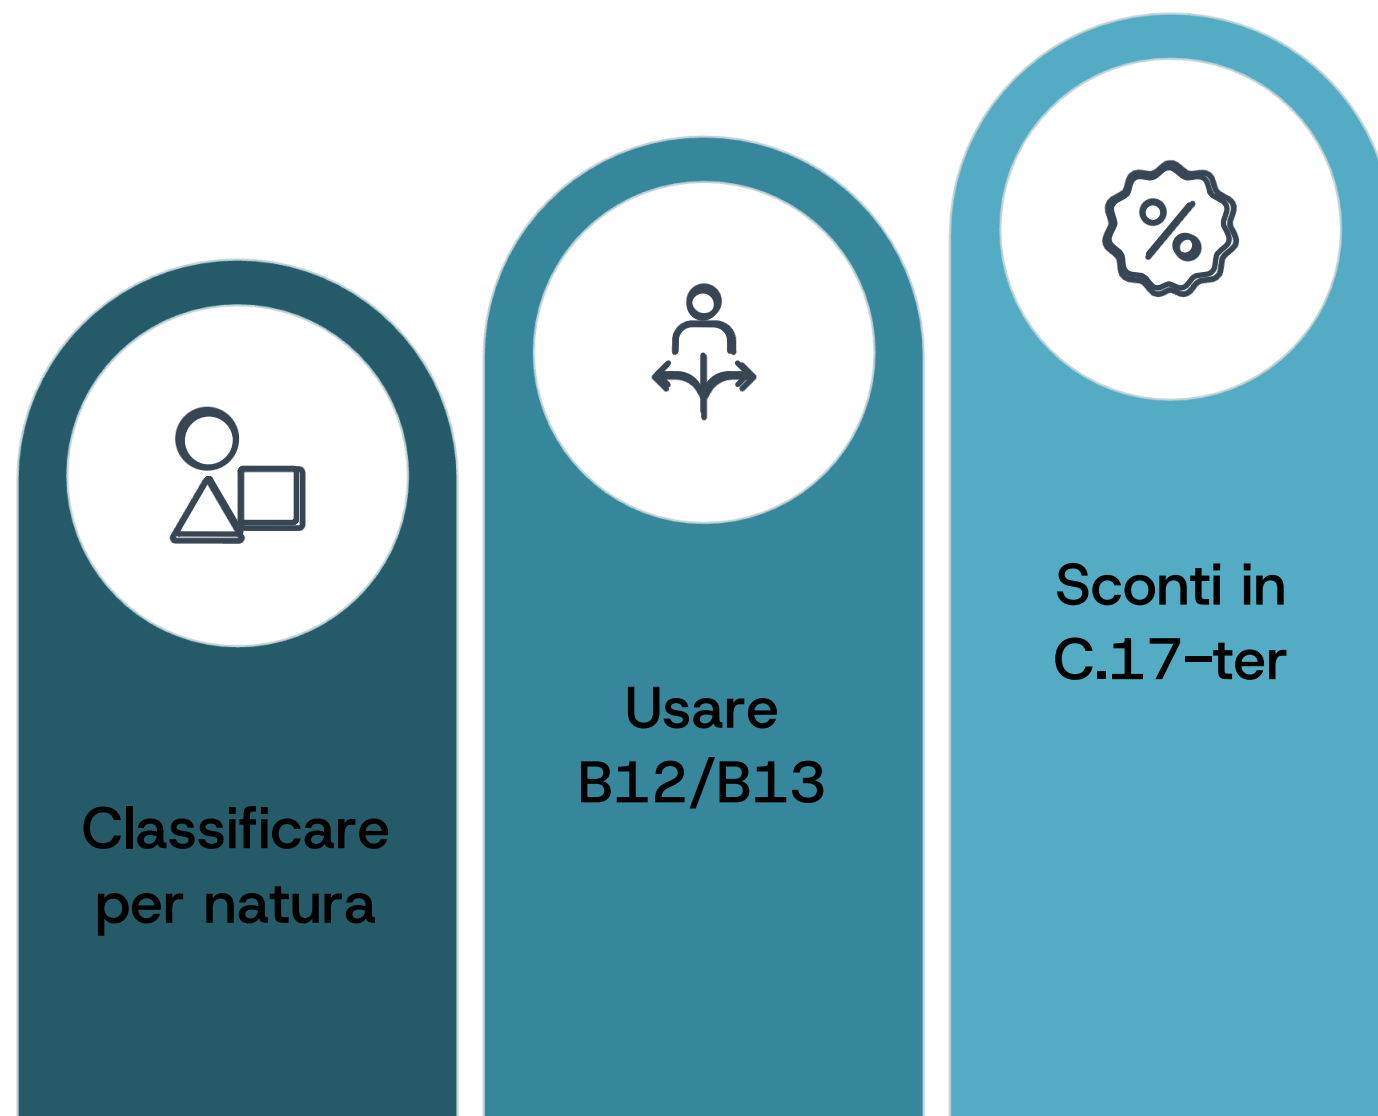 Classificare
per natura
Usare
B12/B13
Sconti in
C.17-ter